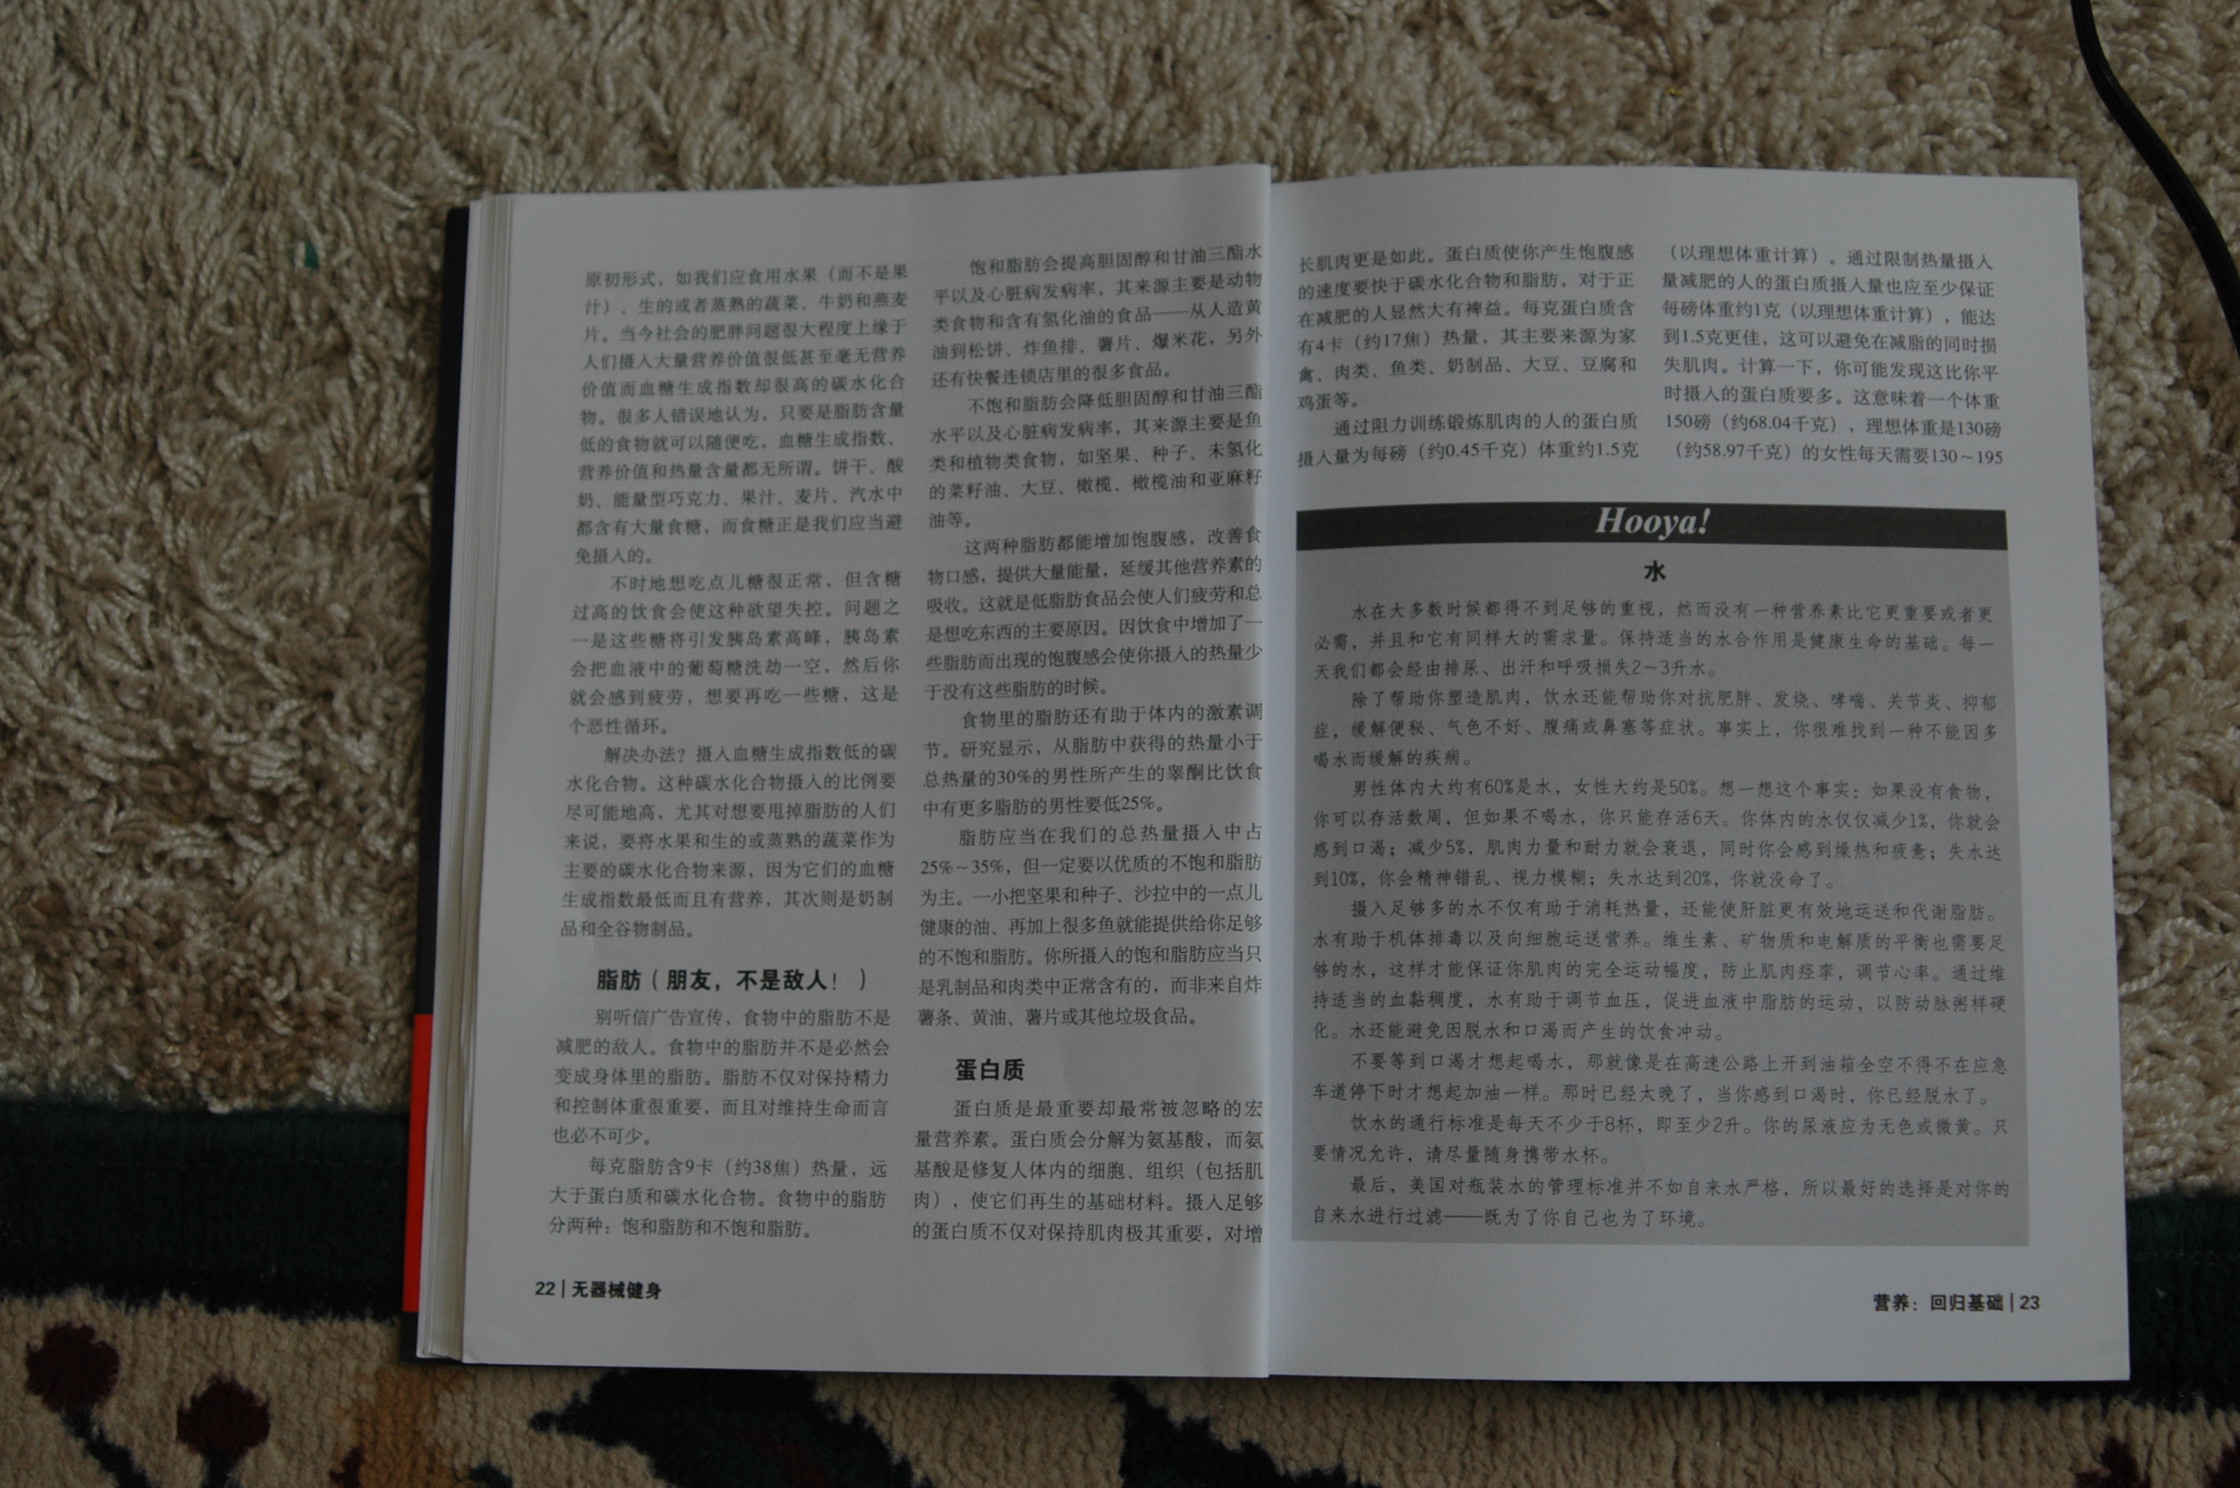 原初形式，如我们应食用水果（而不是果
汁）、生的或者蒸熟的蔬菜、牛奶和燕麦
片。当今社会的肥胖问题很大程度上缘于
人们摄入大量营养价值很低甚至毫无营养
价值而血糖生成指数却很高的碳水化合
物。很多人错误地认为，只要是脂肪含量
低的食物就可以随便吃，血糖生成指数、
营养价值和热量含量都无所谓。饼干、酸
奶、能量型巧克力、果汁、麦片、汽水中
都含有大量食糖，而食糖正是我们应当避
免摄入的。
不时地想吃点儿糖很正常，但含糖
过高的饮食会使这种欲望失控。问题之
一是这些糖将引发胰岛素高峰，胰岛素
会把血液中的葡萄糖洗劫一空，然后你
就会感到疲劳，想要再吃一些糖，这是
个恶性循环。
解决办法？摄入血糖生成指数低的碳
水化合物。这种碳水化合物摄入的比例要
尽可能地高，尤其对想要甩掉脂肪的人们
来说，要将水果和生的或蒸熟的蔬菜作为
主要的碳水化合物来源，因为它们的血糖
生成指数最低而且有营养，其次则是奶制
品和全谷物制品。
脂肪（朋友，不是敌人！）
别听信广告宣传，食物中的脂肪不是
减肥的敌人。食物中的脂肪并不是必然会
变成身体里的脂肪。脂肪不仅对保持精力
和控制体重很重要，而且对维持生命而言
也必不可少。
每克脂肪含9卡（约38焦）热量，远
大于蛋白质和碳水化合物。食物中的脂肪
分两种：饱和脂肪和不饱和脂肪。
饱和脂肪会提高胆固醇和甘油三酯水
平以及心脏病发病率，其来源主要是动物
类食物和含有氢化油的食品——从人造黄
油到松饼、炸鱼排、薯片、爆米花，另外
还有快餐连锁店里的很多食品。
不饱和脂肪会降低胆固醇和甘油三酯
水平以及心脏病发病率，其来源主要是鱼
类和植物类食物，如坚果、种子、未氢化
的菜籽油、大豆、橄榄、橄榄油和亚麻籽
油等。
这两种脂肪都能增加饱腹感，改善食
物口感，提供大量能量，延缓其他营养素的
吸收。这就是低脂肪食品会使人们疲劳和总
是想吃东西的主要原因。因饮食中增加了一
些脂肪而出现的饱腹感会使你摄入的热量少
于没有这些脂肪的时候。
食物里的脂肪还有助于体内的激素调
节。研究显示，从脂肪中获得的热量小于
总热量的30%的男性所产生的睾酮比饮食
中有更多脂肪的男性要低25%。
脂肪应当在我们的总热量摄入中占
25%～35%，但一定要以优质的不饱和脂肪
为主。一小把坚果和种子、沙拉中的一点儿
健康的油、再加上很多鱼就能提供给你足够
的不饱和脂肪。你所摄入的饱和脂肪应当只
是乳制品和肉类中正常含有的，而非来自炸
薯条、黄油、薯片或其他垃圾食品。
蛋白质
蛋白质是最重要却最常被忽略的宏
量营养素。蛋白质会分解为氨基酸，而氨
基酸是修复人体内的细胞、组织（包括肌
肉），使它们再生的基础材料。摄入足够
的蛋白质不仅对保持肌肉极其重要，对增
22 | 无器械健身
长肌肉更是如此。蛋白质使你产生饱腹感
的速度要快于碳水化合物和脂肪，对于正
在减肥的人显然大有裨益。每克蛋白质含
有4卡（约17焦）热量，其主要来源为家
禽、肉类、鱼类、奶制品、大豆、豆腐和
鸡蛋等。
通过阻力训练锻炼肌肉的人的蛋白质
摄入量为每磅（约0.45千克）体重约1.5克
（以理想体重计算）。通过限制热量摄入
量减肥的人的蛋白质摄入量也应至少保证
每磅体重约1克（以理想体重计算），能达
到1.5克更佳，这可以避免在减脂的同时损
失肌肉。计算一下，你可能发现这比你平
时摄入的蛋白质要多。这意味着一个体重
150磅（约68.04千克），理想体重是130磅
（约58.97千克）的女性每天需要130～195
Hooya!
水
水在大多数时候都得不到足够的重视，然而没有一种营养素比它更重要或者更
必需，并且和它有同样大的需求量。保持适当的水合作用是健康生命的基础。每一
天我们都会经由排尿、出汗和呼吸损失2～3升水。
除了帮助你塑造肌肉，饮水还能帮助你对抗肥胖、发烧、哮喘、关节炎、抑郁
症，缓解便秘、气色不好、腹痛或鼻塞等症状。事实上，你很难找到一种不能因多
喝水而缓解的疾病。
男性体内大约有60%是水，女性大约是50%。想一想这个事实：如果没有食物，
你可以存活数周，但如果不喝水，你只能存活6天。你体内的水仅仅减少1%，你就会
感到口渴；减少5%，肌肉力量和耐力就会衰退，同时你会感到燥热和疲惫；失水达
到10%，你会精神错乱、视力模糊；失水达到20%，你就没命了。
摄入足够多的水不仅有助于消耗热量，还能使肝脏更有效地运送和代谢脂肪。
水有助于机体排毒以及向细胞运送营养。维生素、矿物质和电解质的平衡也需要足
够的水，这样才能保证你肌肉的完全运动幅度，防止肌肉痉挛，调节心率。通过维
持适当的血黏稠度，水有助于调节血压，促进血液中脂肪的运动，以防动脉粥样硬
化。水还能避免因脱水和口渴而产生的饮食冲动。
不要等到口渴才想起喝水，那就像是在高速公路上开到油箱全空不得不在应急
车道停下时才想起加油一样。那时已经太晚了，当你感到口渴时，你已经脱水了。
饮水的通行标准是每天不少于8杯，即至少2升。你的尿液应为无色或微黄。只
要情况允许，请尽量随身携带水杯。
最后，美国对瓶装水的管理标准并不如自来水严格，所以最好的选择是对你的
自来水进行过滤——既为了你自己也为了环境。
营养：回归基础 | 23